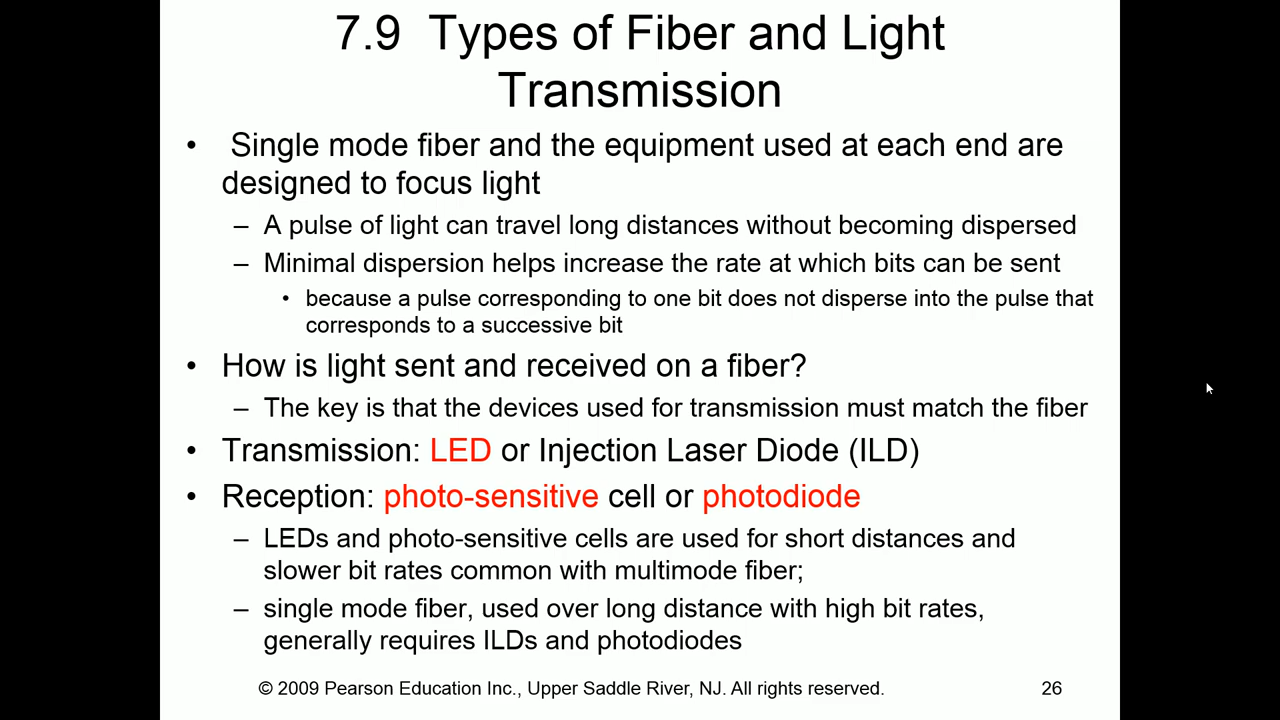 7.9 Types of Fiber and Light
Transmission
• Single mode fiber and the equipment used at each end are
designed to focus light
– A pulse of light can travel long distances without becoming dispersed
– Minimal dispersion helps increase the rate at which bits can be sent
• because a pulse corresponding to one bit does not disperse into the pulse that
corresponds to a successive bit
• How is light sent and received on a fiber?
– The key is that the devices used for transmission must match the fiber
• Transmission: LED or Injection Laser Diode (ILD)
• Reception: photo-sensitive cell or photodiode
– LEDs and photo-sensitive cells are used for short distances and
slower bit rates common with multimode fiber;
– single mode fiber, used over long distance with high bit rates,
generally requires ILDs and photodiodes
© 2009 Pearson Education Inc., Upper Saddle River, NJ. All rights reserved.
26